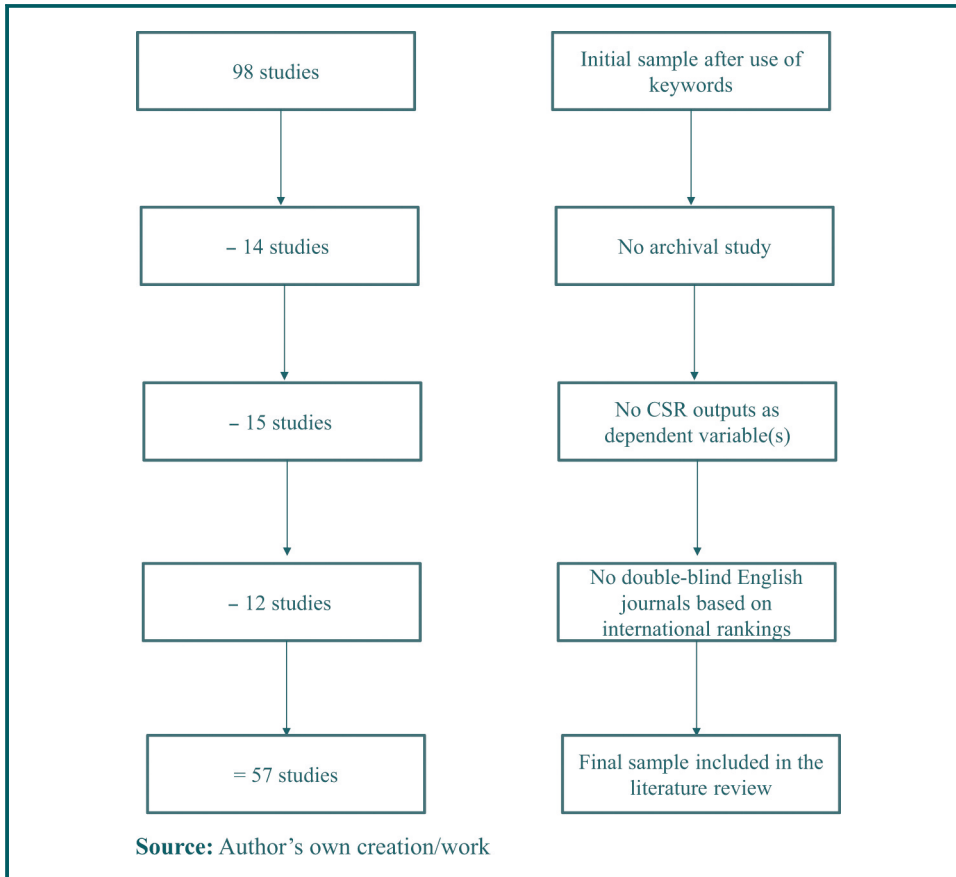 98 studies
Initial sample after use of
keywords
– 14 studies
No archival study
– 15 studies
No CSR outputs as
dependent variable(s)
– 12 studies
No double-blind English
journals based on
international rankings
= 57 studies
Final sample included in the
literature review
Source: Author’s own creation/work